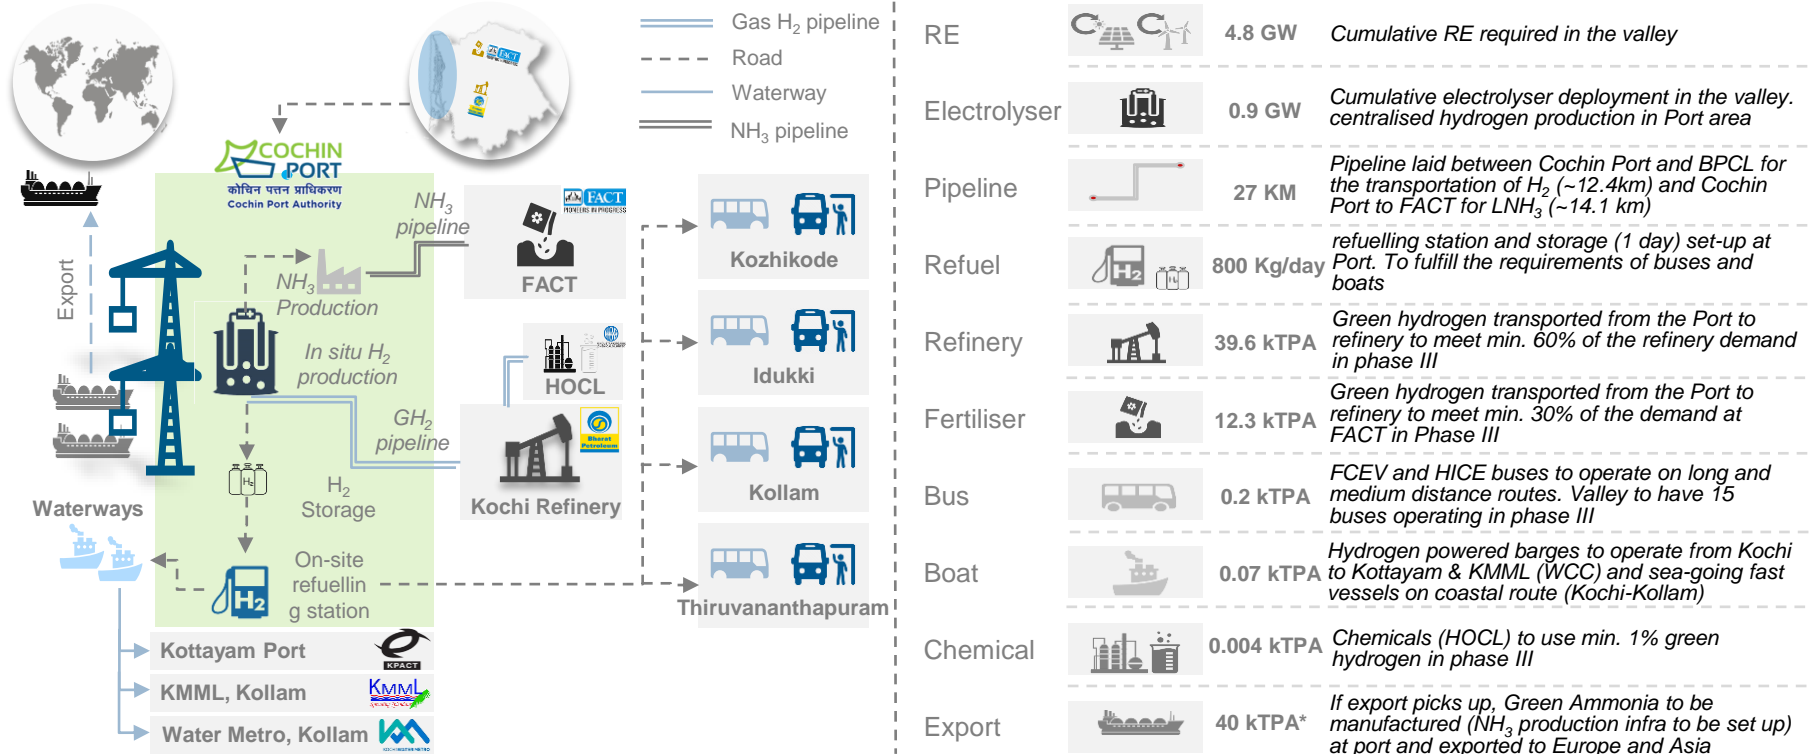 Gas H₂ pipeline
Road
Waterway
NH₃ pipeline
FACT
COCHIN
PORT
कोचिन पत्तन प्राधिकरण
Cochin Port Authority
Export
NH₃
pipeline
FACT
PIONEERS IN PROGRESS
FACT
NH₃
Production
In situ H₂
production
HOCL
GH₂
pipeline
Bharat
Petroleum
Kochi Refinery
H₂
H₂
Storage
Waterways
On-site
refuellin
g station
H₂
Kottayam Port
KPACT
KMML, Kollam
KMML
Water Metro, Kollam
Kozhikode
Idukki
Kollam
Thiruvananthapuram
RE
4.8 GW
Cumulative RE required in the valley
Electrolyser
0.9 GW
Cumulative electrolyser deployment in the valley.
centralised hydrogen production in Port area
Pipeline
27 KM
Pipeline laid between Cochin Port and BPCL for
the transportation of H₂ (~12.4km) and Cochin
Port to FACT for LNH₃ (~14.1 km)
Refuel
H₂
800 Kg/day
refuelling station and storage (1 day) set-up at
Port. To fulfill the requirements of buses and
boats
Refinery
39.6 kTPA
Green hydrogen transported from the Port to
refinery to meet min. 60% of the refinery demand
in phase III
Fertiliser
12.3 kTPA
Green hydrogen transported from the Port to
refinery to meet min. 30% of the demand at
FACT in Phase III
Bus
0.2 kTPA
FCEV and HICE buses to operate on long and
medium distance routes. Valley to have 15
buses operating in phase III
Boat
0.07 kTPA
Hydrogen powered barges to operate from Kochi
to Kottayam & KMML (WCC) and sea-going fast
vessels on coastal route (Kochi-Kollam)
Chemical
0.004 kTPA
Chemicals (HOCL) to use min. 1% green
hydrogen in phase III
Export
40 kTPA*
If export picks up, Green Ammonia to be
manufactured (NH₃ production infra to be set up)
at port and exported to Europe and Asia